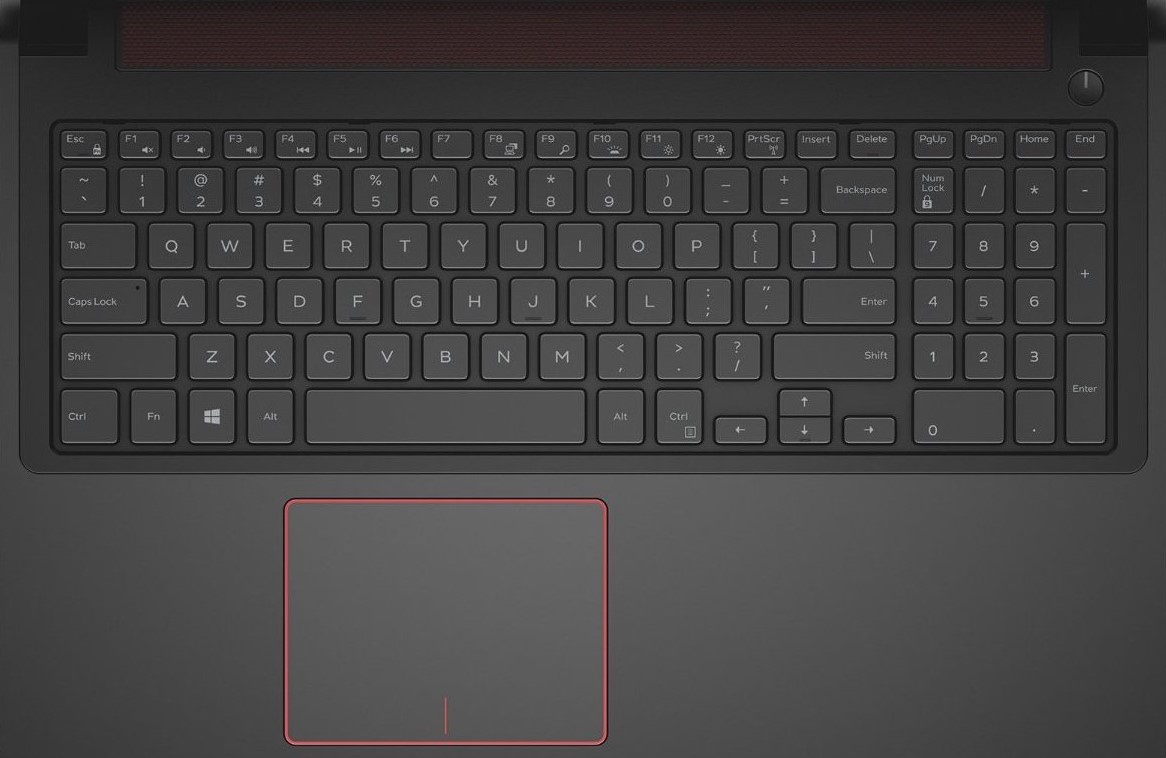 Esc F1 F2 F3 F4 F5 F6 F7 F8 F9 F10 F11 F12 PrtScr Insert Delete PgUp PgDn Home End
~ ! @ # $ % ^ & * ( ) _ + Backspace Num Lock / * -
` 1 2 3 4 5 6 7 8 9 0 - =
Tab Q W E R T Y U I O P { } | 7 8 9 +
[ ] \
Caps Lock A S D F G H J K L : " Enter 4 5 6
; '
Shift Z X C V B N M < > ? Shift 1 2 3 Enter
, . /
Ctrl Fn Alt Alt Ctrl ← ↑ ↓ → 0 .